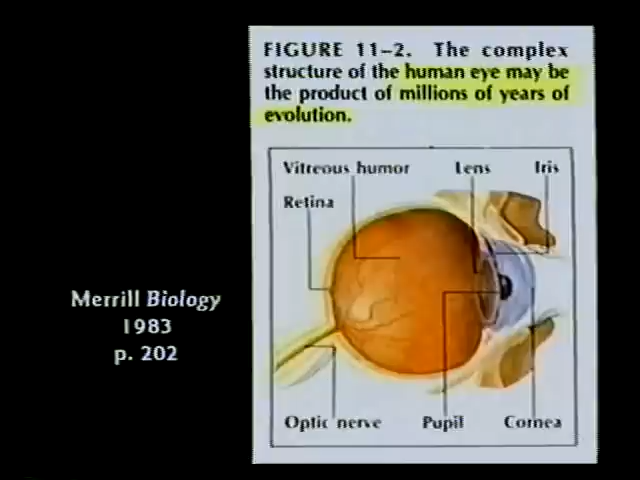 FIGURE 11–2. The complex
structure of the human eye may be
the product of millions of years of
evolution.
Vitreous humor Lens Iris
Retina
Merrill Biology
1983
p. 202
Optic nerve Pupil Cornea